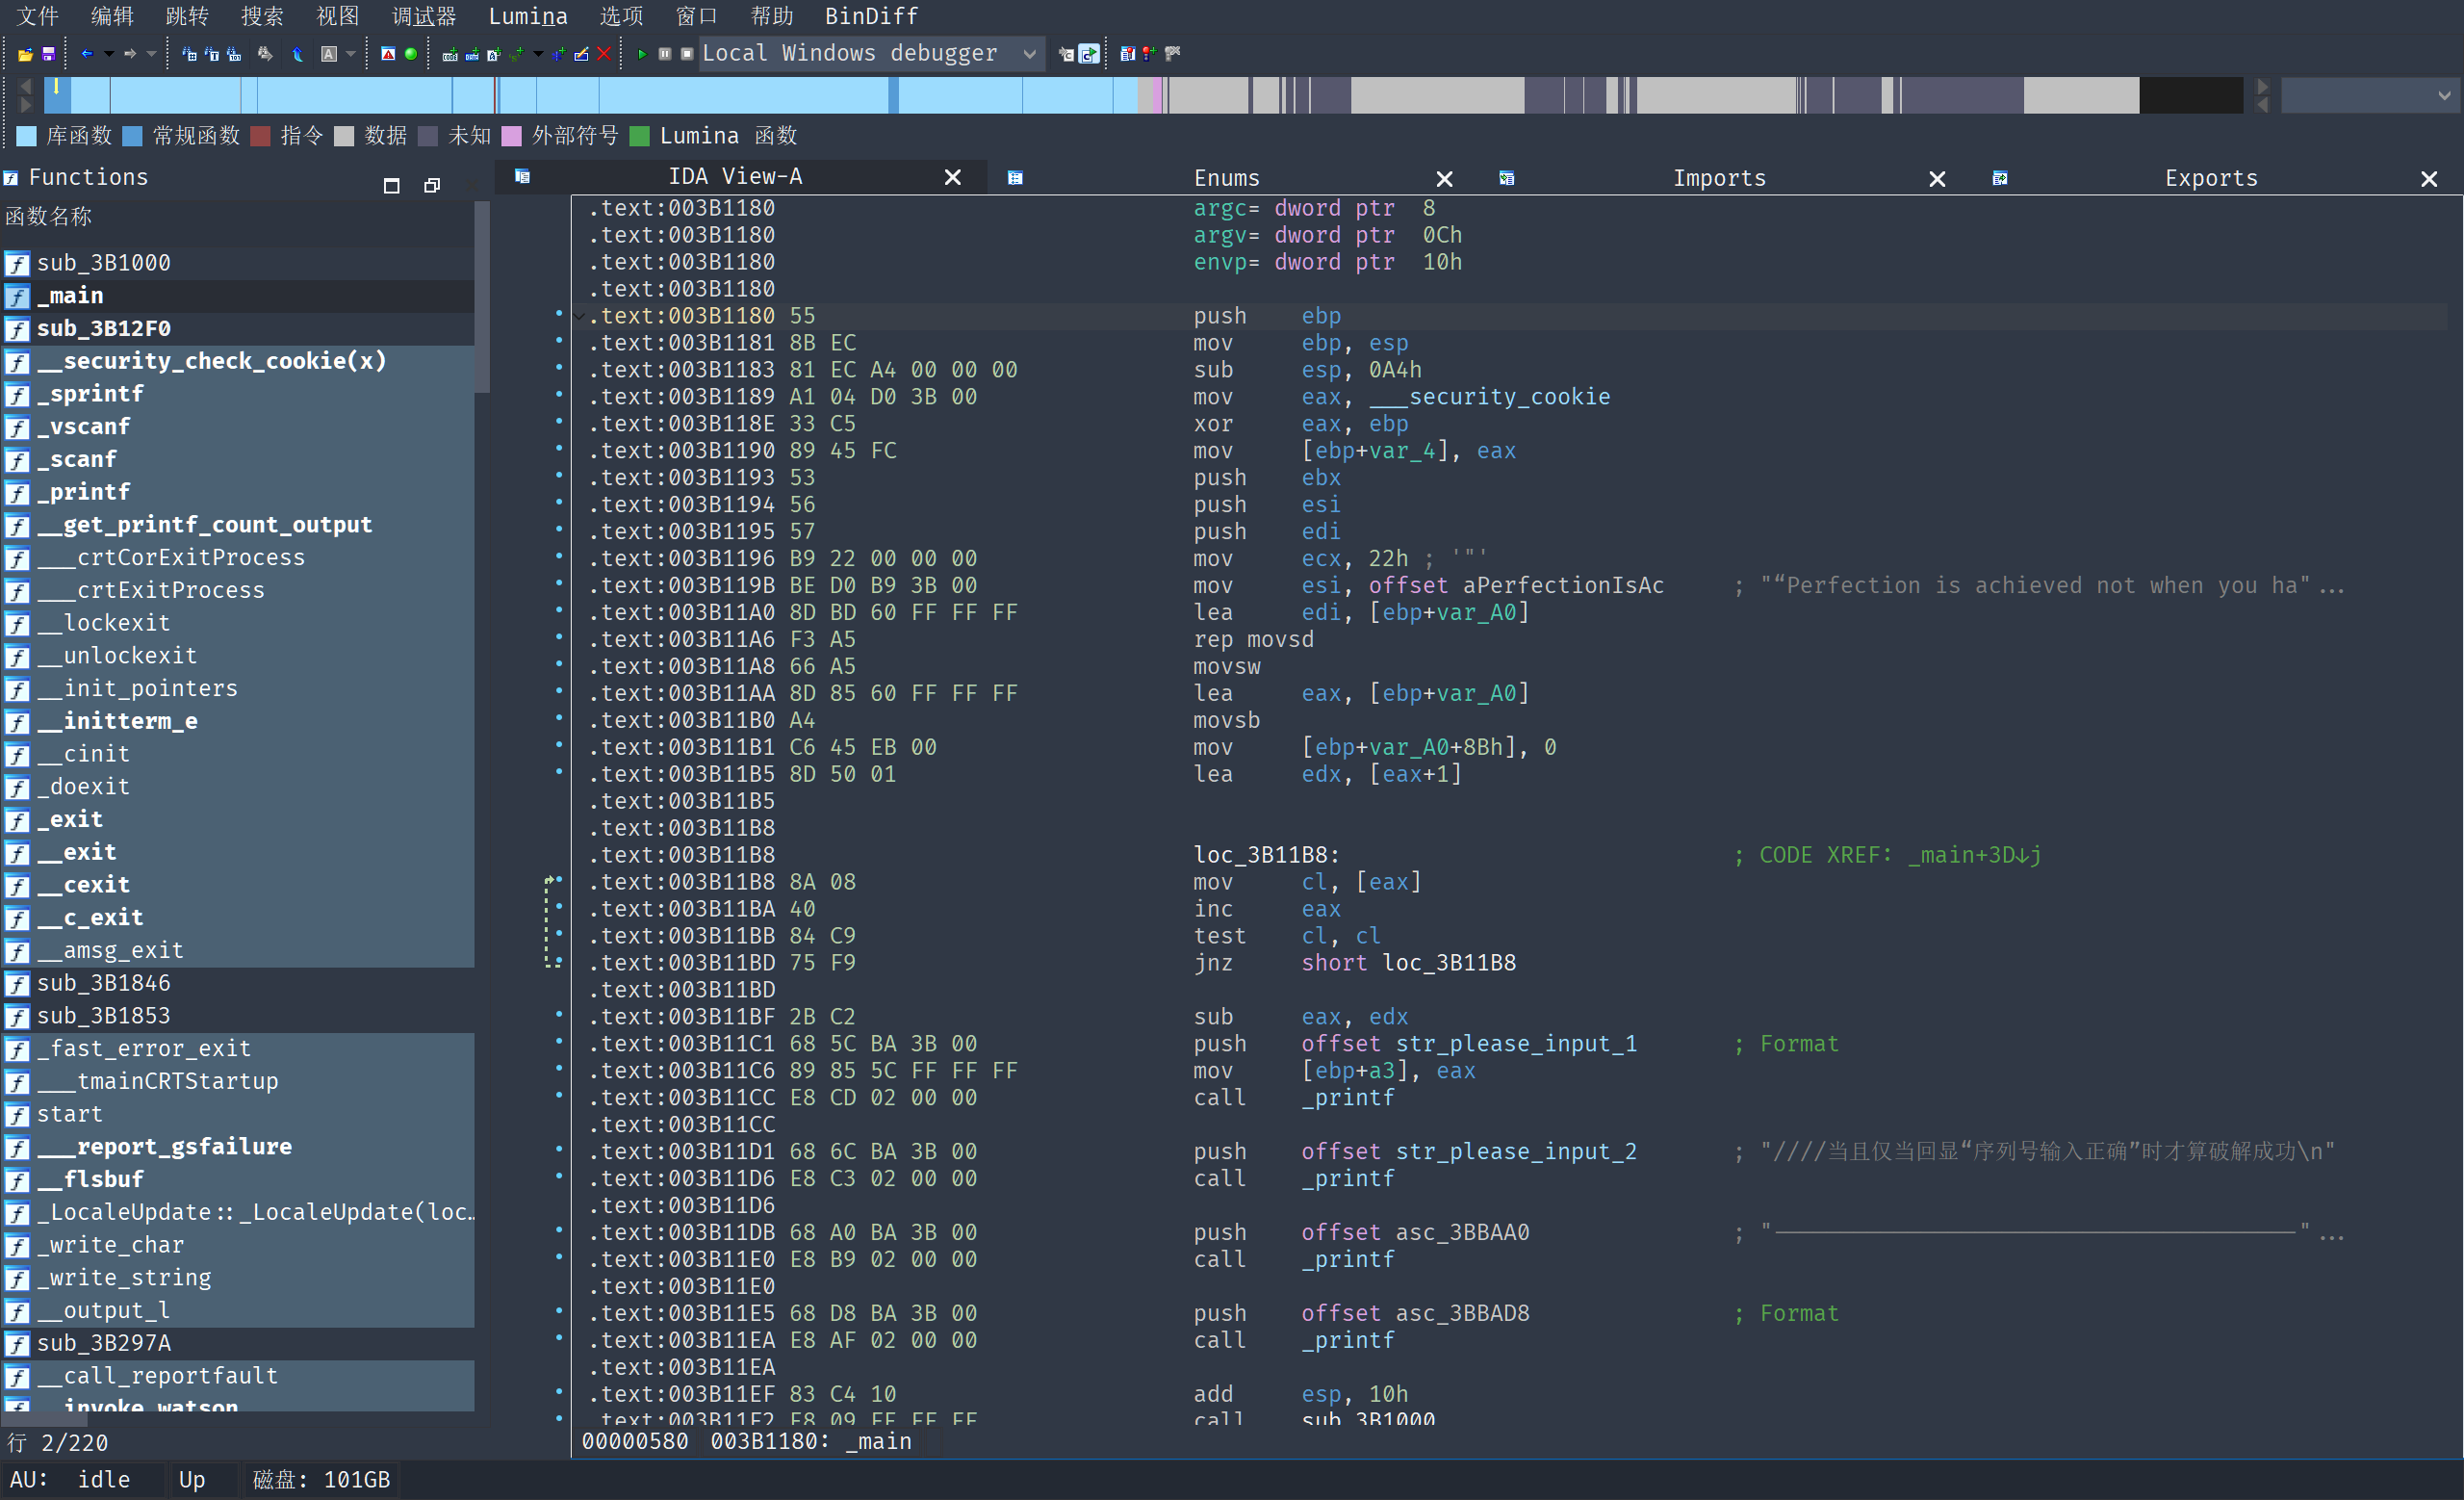 文件 编辑 跳转 搜索 视图 调试器 Lumina 选项 窗口 帮助 BinDiff
Local Windows debugger
库函数 常规函数 指令 数据 未知 外部符号 Lumina 函数
Functions
函数名称
sub_3B1000
_main
sub_3B12F0
__security_check_cookie(x)
_sprintf
_vscanf
_scanf
_printf
__get_printf_count_output
___crtCorExitProcess
___crtExitProcess
__lockexit
__unlockexit
__init_pointers
__initterm_e
__cinit
_doexit
_exit
__exit
__cexit
__c_exit
__amsg_exit
sub_3B1846
sub_3B1853
_fast_error_exit
___tmainCRTStartup
start
___report_gsfailure
__flsbuf
_LocaleUpdate::_LocaleUpdate(loc…
_write_char
_write_string
__output_l
sub_3B297A
__call_reportfault
__invoke_watson
行 2/220
IDA View-A Enums Imports Exports
.text:003B1180 argc= dword ptr 8
.text:003B1180 argv= dword ptr 0Ch
.text:003B1180 envp= dword ptr 10h
.text:003B1180
.text:003B1180 55 push ebp
.text:003B1181 8B EC mov ebp, esp
.text:003B1183 81 EC A4 00 00 00 sub esp, 0A4h
.text:003B1189 A1 04 D0 3B 00 mov eax, ___security_cookie
.text:003B118E 33 C5 xor eax, ebp
.text:003B1190 89 45 FC mov [ebp+var_4], eax
.text:003B1193 53 push ebx
.text:003B1194 56 push esi
.text:003B1195 57 push edi
.text:003B1196 B9 22 00 00 00 mov ecx, 22h ; '"'
.text:003B119B BE D0 B9 3B 00 mov esi, offset aPerfectionIsAc ; "“Perfection is achieved not when you ha"...
.text:003B11A0 8D BD 60 FF FF FF lea edi, [ebp+var_A0]
.text:003B11A6 F3 A5 rep movsd
.text:003B11A8 66 A5 movsw
.text:003B11AA 8D 85 60 FF FF FF lea eax, [ebp+var_A0]
.text:003B11B0 A4 movsb
.text:003B11B1 C6 45 EB 00 mov [ebp+var_A0+8Bh], 0
.text:003B11B5 8D 50 01 lea edx, [eax+1]
.text:003B11B5
.text:003B11B8
.text:003B11B8 loc_3B11B8: ; CODE XREF: _main+3D↓j
.text:003B11B8 8A 08 mov cl, [eax]
.text:003B11BA 40 inc eax
.text:003B11BB 84 C9 test cl, cl
.text:003B11BD 75 F9 jnz short loc_3B11B8
.text:003B11BD
.text:003B11BF 2B C2 sub eax, edx
.text:003B11C1 68 5C BA 3B 00 push offset str_please_input_1 ; Format
.text:003B11C6 89 85 5C FF FF FF mov [ebp+a3], eax
.text:003B11CC E8 CD 02 00 00 call _printf
.text:003B11CC
.text:003B11D1 68 6C BA 3B 00 push offset str_please_input_2 ; "////当且仅当回显“序列号输入正确”时才算破解成功\n"
.text:003B11D6 E8 C3 02 00 00 call _printf
.text:003B11D6
.text:003B11DB 68 A0 BA 3B 00 push offset asc_3BBAA0 ; "———————————————————"...
.text:003B11E0 E8 B9 02 00 00 call _printf
.text:003B11E0
.text:003B11E5 68 D8 BA 3B 00 push offset asc_3BBAD8 ; Format
.text:003B11EA E8 AF 02 00 00 call _printf
.text:003B11EA
.text:003B11EF 83 C4 10 add esp, 10h
.text:003B11F2 E8 09 FE FF FF call sub_3B1000
00000580 003B1180: _main
AU: idle Up 磁盘: 101GB